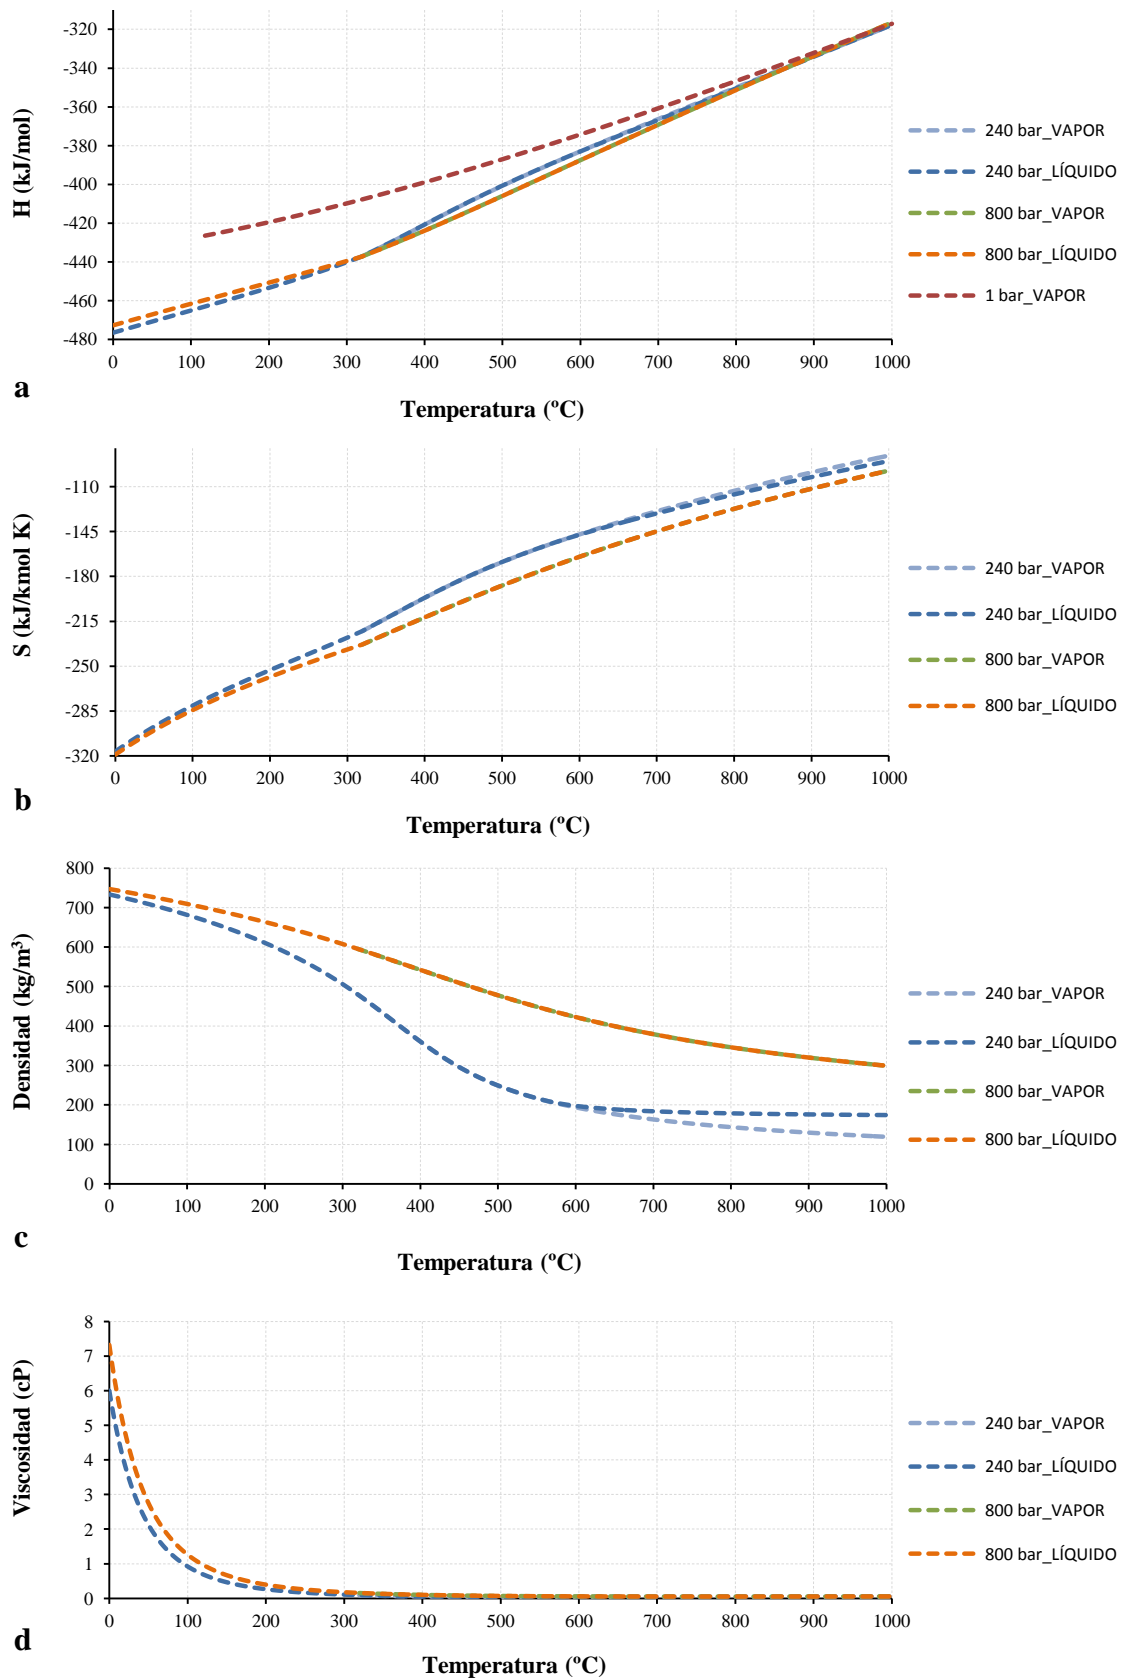 H (kJ/mol)
-320
-340
-360
-380
-400
-420
-440
-460
-480
0 100 200 300 400 500 600 700 800 900 1000
Temperatura (ºC)
240 bar_VAPOR
240 bar_LÍQUIDO
800 bar_VAPOR
800 bar_LÍQUIDO
1 bar_VAPOR
a
S (kJ/kmol K)
-110
-145
-180
-215
-250
-285
-320
0 100 200 300 400 500 600 700 800 900 1000
Temperatura (ºC)
240 bar_VAPOR
240 bar_LÍQUIDO
800 bar_VAPOR
800 bar_LÍQUIDO
b
Densidad (kg/m³)
800
700
600
500
400
300
200
100
0
0 100 200 300 400 500 600 700 800 900 1000
Temperatura (ºC)
240 bar_VAPOR
240 bar_LÍQUIDO
800 bar_VAPOR
800 bar_LÍQUIDO
c
Viscosidad (cP)
8
7
6
5
4
3
2
1
0
0 100 200 300 400 500 600 700 800 900 1000
Temperatura (ºC)
240 bar_VAPOR
240 bar_LÍQUIDO
800 bar_VAPOR
800 bar_LÍQUIDO
d